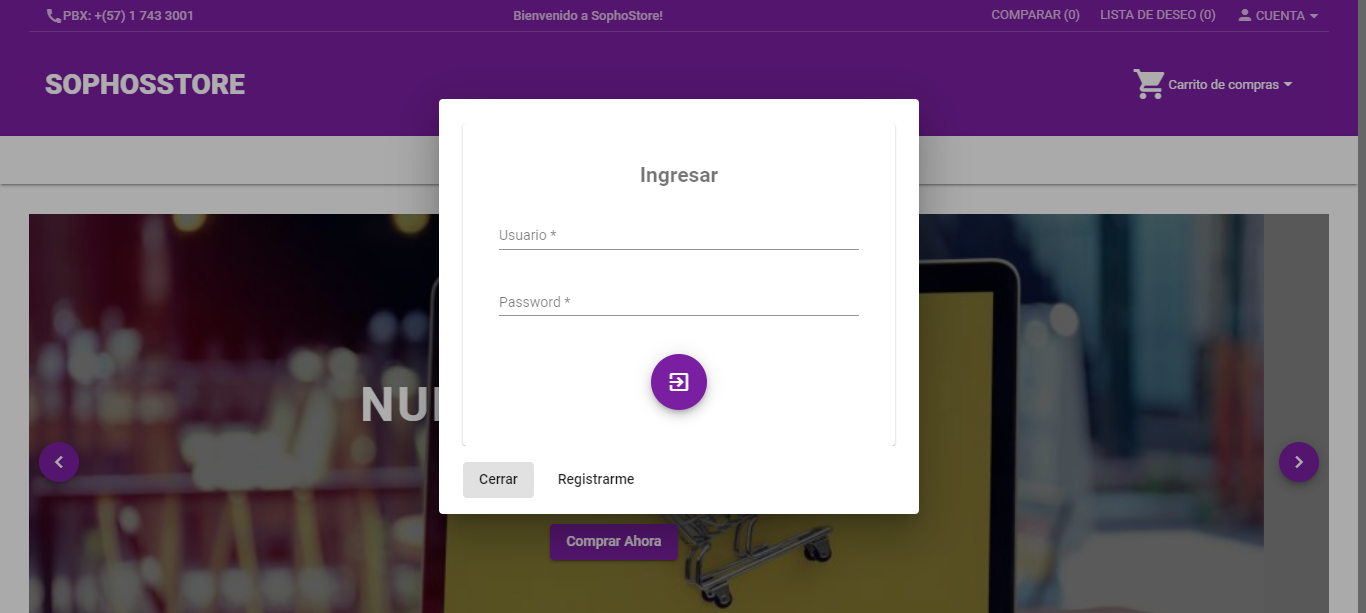 PBX: +(57) 1 743 3001
Bienvenido a SophoStore!
COMPARAR (0)
LISTA DE DESEO (0)
CUENTA
SOPHOSSTORE
Carrito de compras
Ingresar
Usuario *
Password *
Cerrar
Registrarme
Comprar Ahora